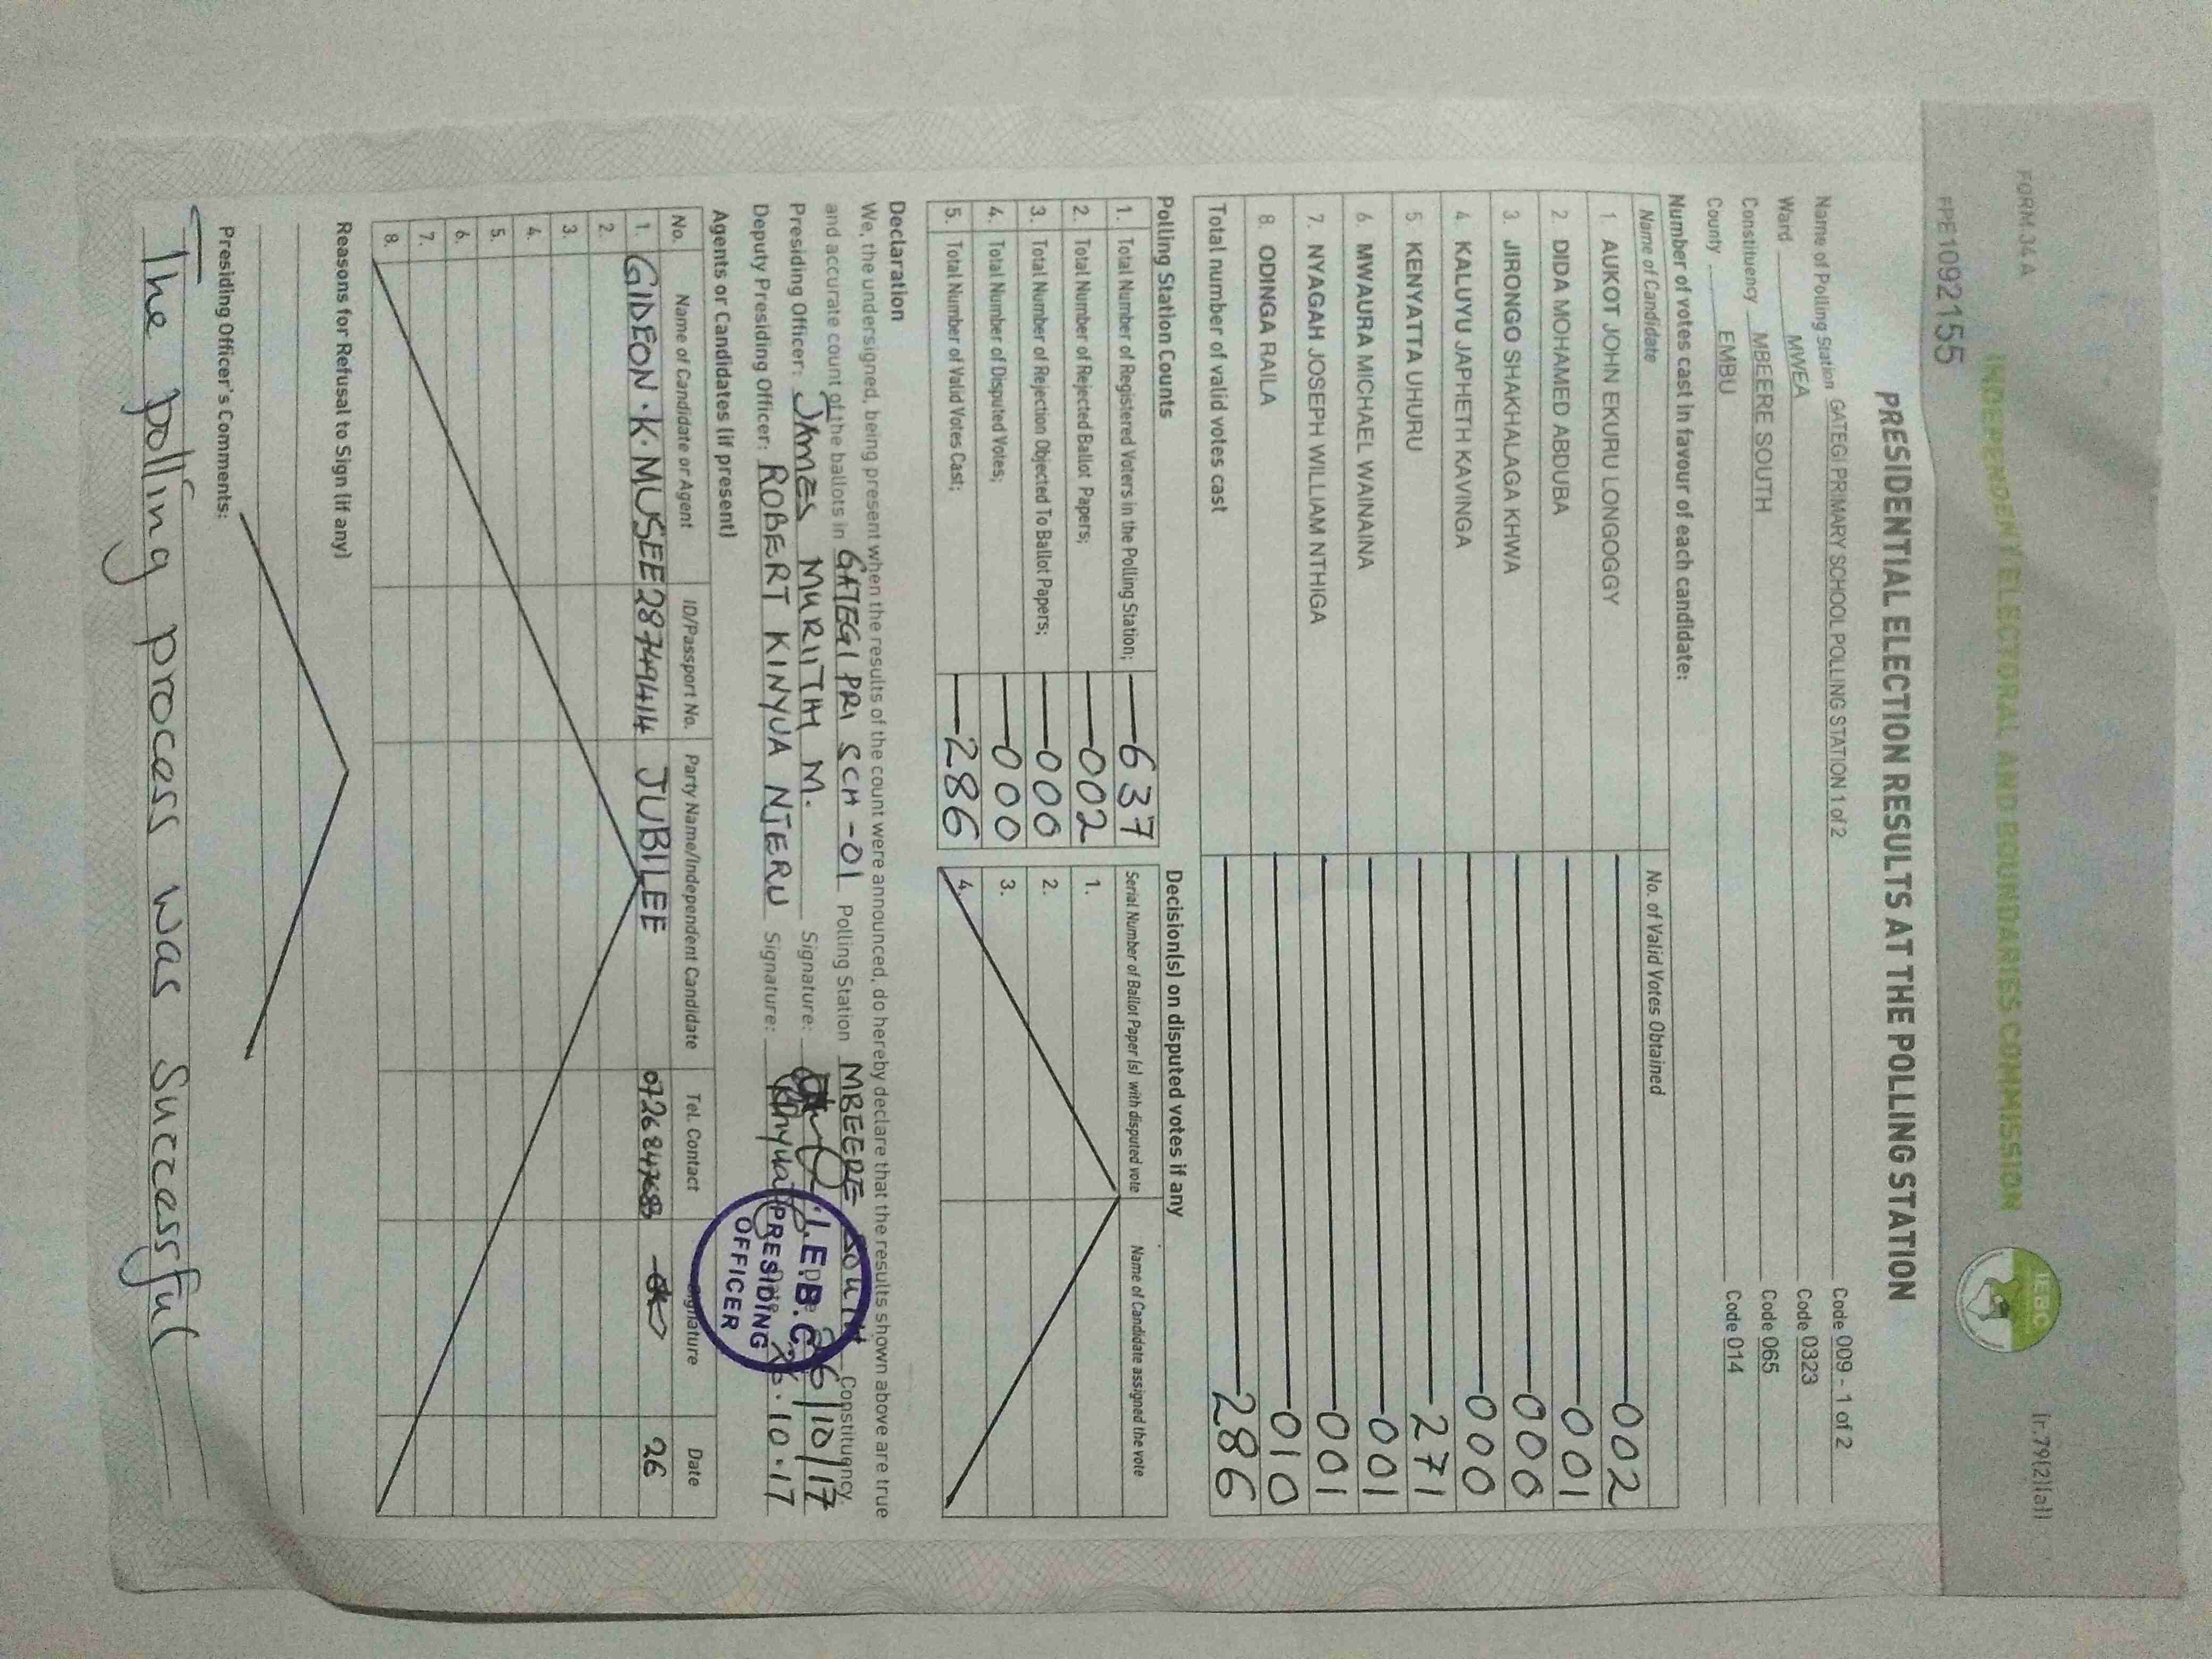 FORM 34 A
[r.79(2)(a)]
INDEPENDENT ELECTORAL AND BOUNDARIES COMMISSION
IEBC
PRESIDENTIAL ELECTION RESULTS AT THE POLLING STATION
Name of Polling Station GATEGI PRIMARY SCHOOL POLLING STATION 1 of 2 Code 009 - 1 of 2
Ward MWEA Code 0323
Constituency MBEERE SOUTH Code 065
County EMBU Code 014
Number of votes cast in favour of each candidate:
Name of Candidate No. of Valid Votes Obtained
1. AUKOT JOHN EKURU LONGOGGY 002
2. DIDA MOHAMED ABDUBA 001
3. JIRONGO SHAKHALAGA KHWA 000
4. KALUYU JAPHETH KAVINGA 000
5 KENYATTA UHURU 271
6. MWAURA MICHAEL WAINAINA 001
7. NYAGAH JOSEPH WILLIAM NTHIGA 001
8. ODINGA RAILA 010
Total number of valid votes cast 286
Polling Station Counts
1. Total Number of Registered Voters in the Polling Station; 637
2. Total Number of Rejected Ballot Papers; 002
3. Total Number of Rejection Objected To Ballot Papers; 000
4. Total Number of Disputed Votes; 000
5. Total Number of Valid Votes Cast; 286
Decision(s) on disputed votes if any
Serial Number of Ballot Paper (s) with disputed vote Name of Candidate assigned the vote
1.
2.
3.
4.
Declaration
We, the undersigned, being present when the results of the count were announced, do hereby declare that the results shown above are true
and accurate count of the ballots in GATEGI PRI SCH -01 Polling Station MBEERE South Constituency.
Presiding Officer: JAMES MURIITHI M. Signature: 26/10/17
Deputy Presiding Officer: ROBERT KINYUA NJERU Signature: Kinyua 26.10.17
I.E.B.C.
PRESIDING
OFFICER
Agents or Candidates (if present)
No. Name of Candidate or Agent ID/Passport No. Party Name/Independent Candidate Tel. Contact Signature Date
1. GIDEON.K.MUSEE 28749414 JUBILEE 26
2.
3.
4.
5.
6.
7.
8.
Reasons for Refusal to Sign (if any)
Presiding Officer's Comments:
The polling process was successful